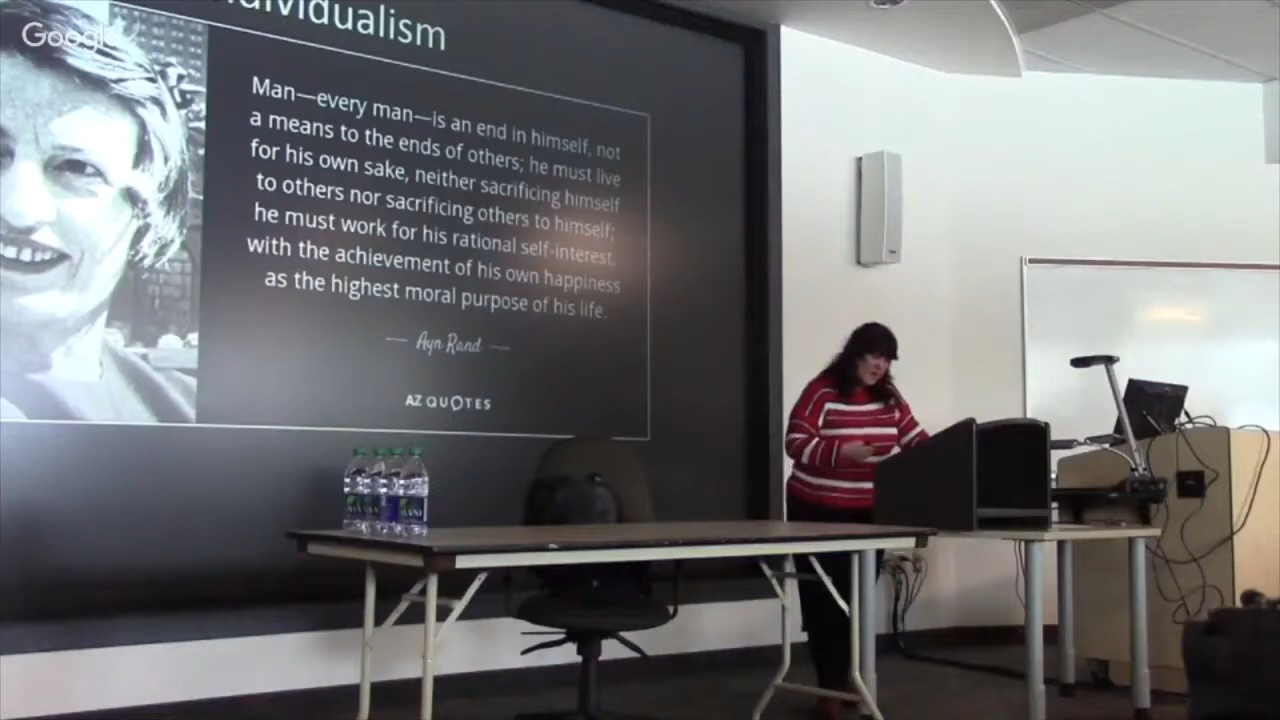 Google
dividualism
Man—every man—is an end in himself, not
a means to the ends of others; he must live
for his own sake, neither sacrificing himself
to others nor sacrificing others to himself;
he must work for his rational self-interest,
with the achievement of his own happiness
as the highest moral purpose of his life.
— Ayn Rand —
AZ QUOTES